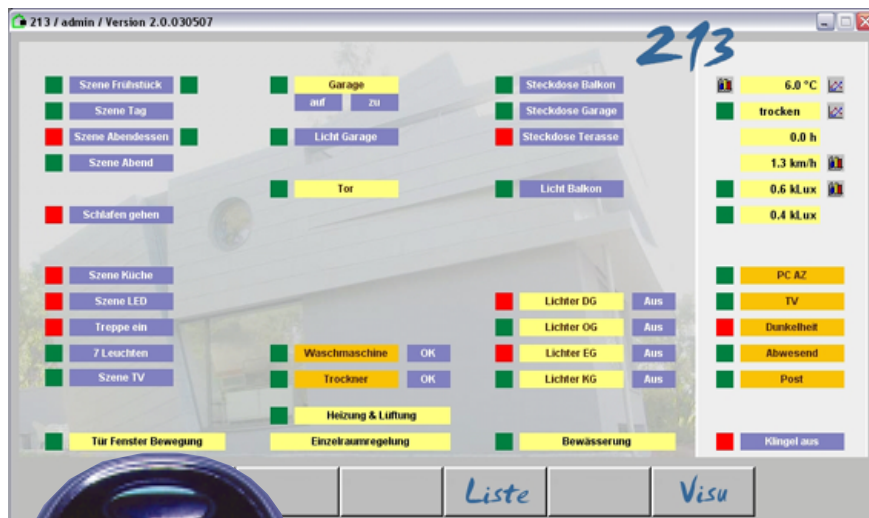 213 / admin / Version 2.0.030507
213
Szene Frühstück
Szene Tag
Szene Abendessen
Szene Abend
Schlafen gehen
Szene Küche
Szene LED
Treppe ein
7 Leuchten
Szene TV
Tür Fenster Bewegung
Garage
auf zu
Licht Garage
Tor
Waschmaschine OK
Trockner OK
Heizung & Lüftung
Einzelraumregelung
Steckdose Balkon
Steckdose Garage
Steckdose Terasse
Licht Balkon
Lichter DG Aus
Lichter OG Aus
Lichter EG Aus
Lichter KG Aus
Bewässerung
6.0 °C
trocken
0.0 h
1.3 km/h
0.6 kLux
0.4 kLux
PC AZ
TV
Dunkelheit
Abwesend
Post
Klingel aus
Liste
Visu